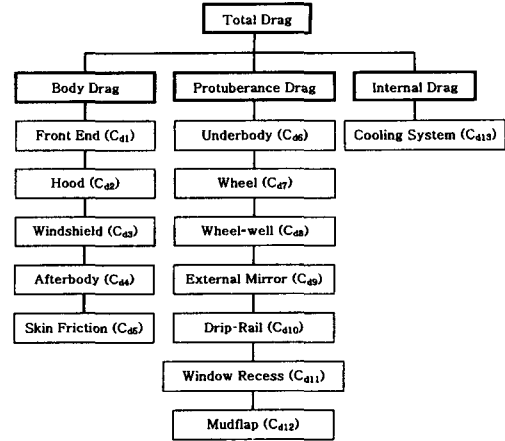 Total Drag
Body Drag
Protuberance Drag
Internal Drag
Front End (Cd1)
Underbody (Cd6)
Cooling System (Cd13)
Hood (Cd2)
Wheel (Cd7)
Windshield (Cd3)
Wheel-well (Cd8)
Afterbody (Cd4)
External Mirror (Cd9)
Skin Friction (Cd5)
Drip-Rail (Cd10)
Window Recess (Cd11)
Mudflap (Cd12)